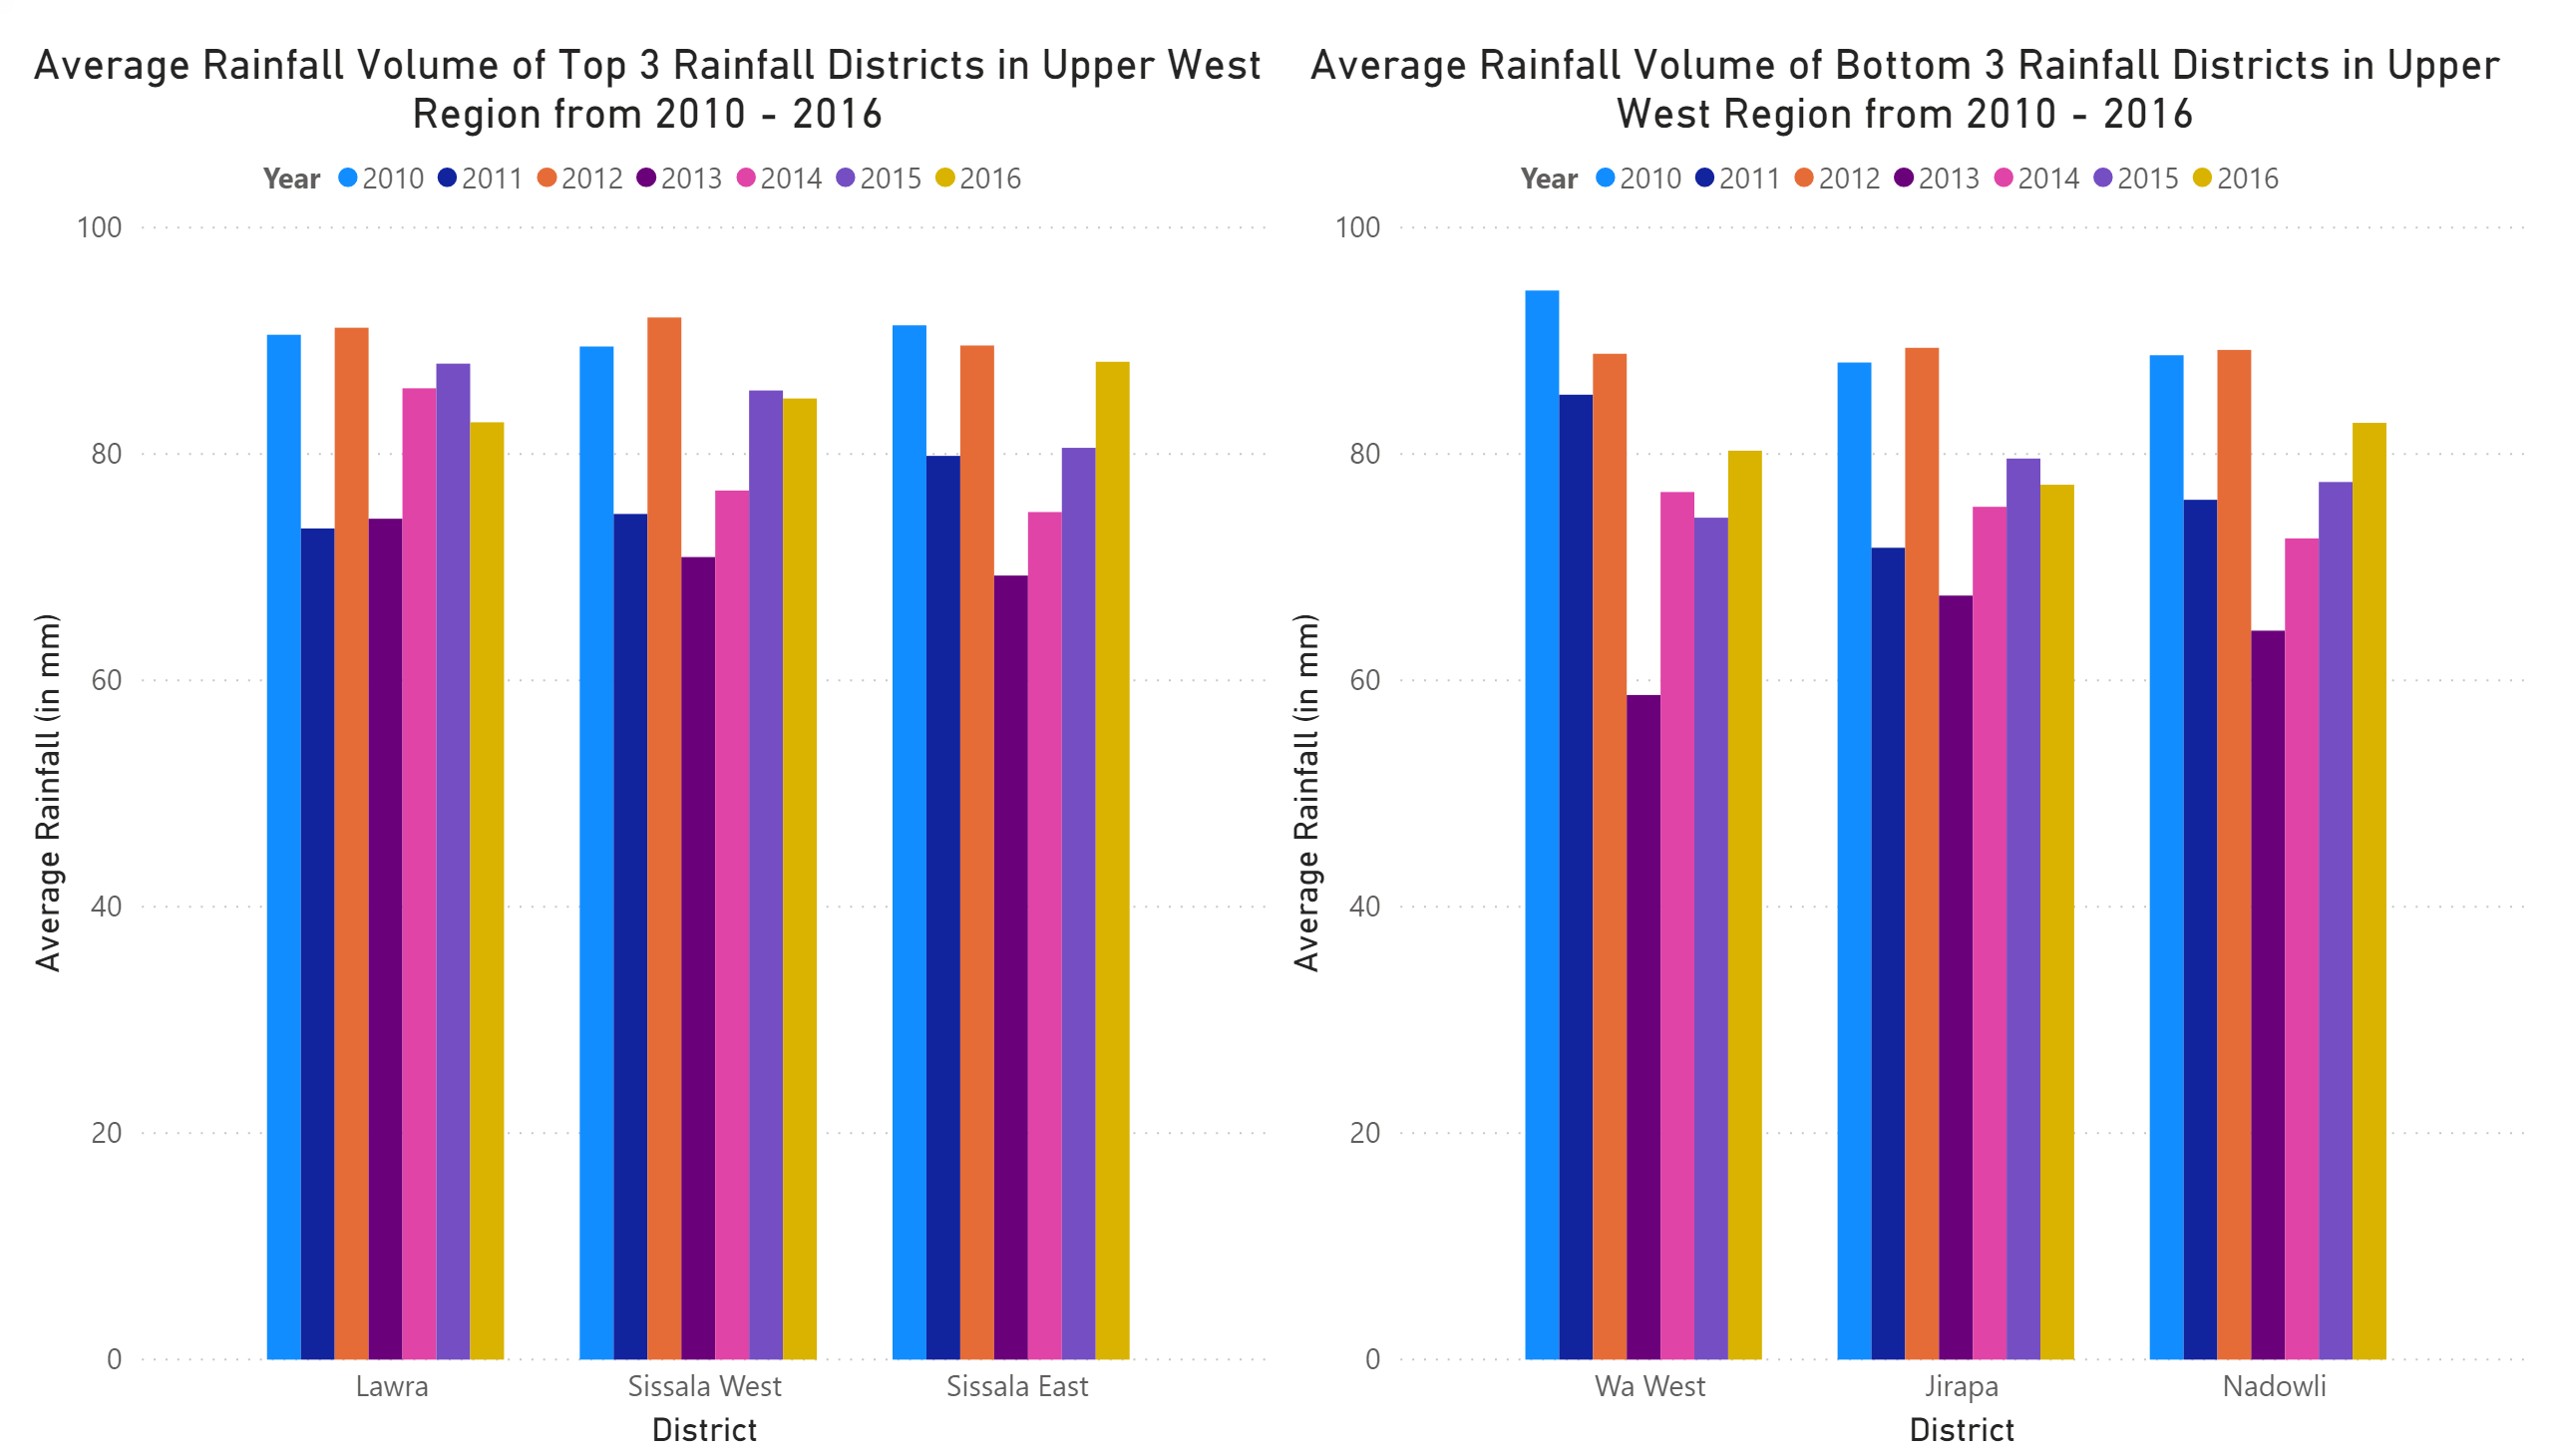 Average Rainfall Volume of Top 3 Rainfall Districts in Upper West
Region from 2010 - 2016
Year 2010 2011 2012 2013 2014 2015 2016
100
80
60
40
20
0
Average Rainfall (in mm)
Lawra Sissala West Sissala East
District
Average Rainfall Volume of Bottom 3 Rainfall Districts in Upper
West Region from 2010 - 2016
Year 2010 2011 2012 2013 2014 2015 2016
100
80
60
40
20
0
Average Rainfall (in mm)
Wa West Jirapa Nadowli
District